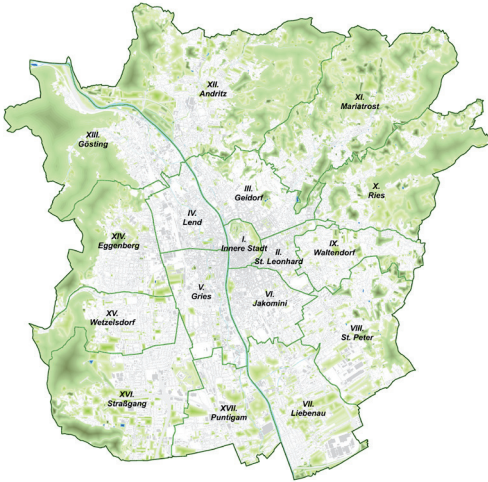 XII.
Andritz
XI.
Mariatrost
XIII.
Gösting
III.
Geidorf
X.
Ries
IV.
Lend
XIV.
Eggenberg
I.
Innere Stadt
II.
St. Leonhard
IX.
Waltendorf
V.
Gries
VI.
Jakomini
XV.
Wetzelsdorf
VIII.
St. Peter
XVI.
Straßgang
XVII.
Puntigam
VII.
Liebenau